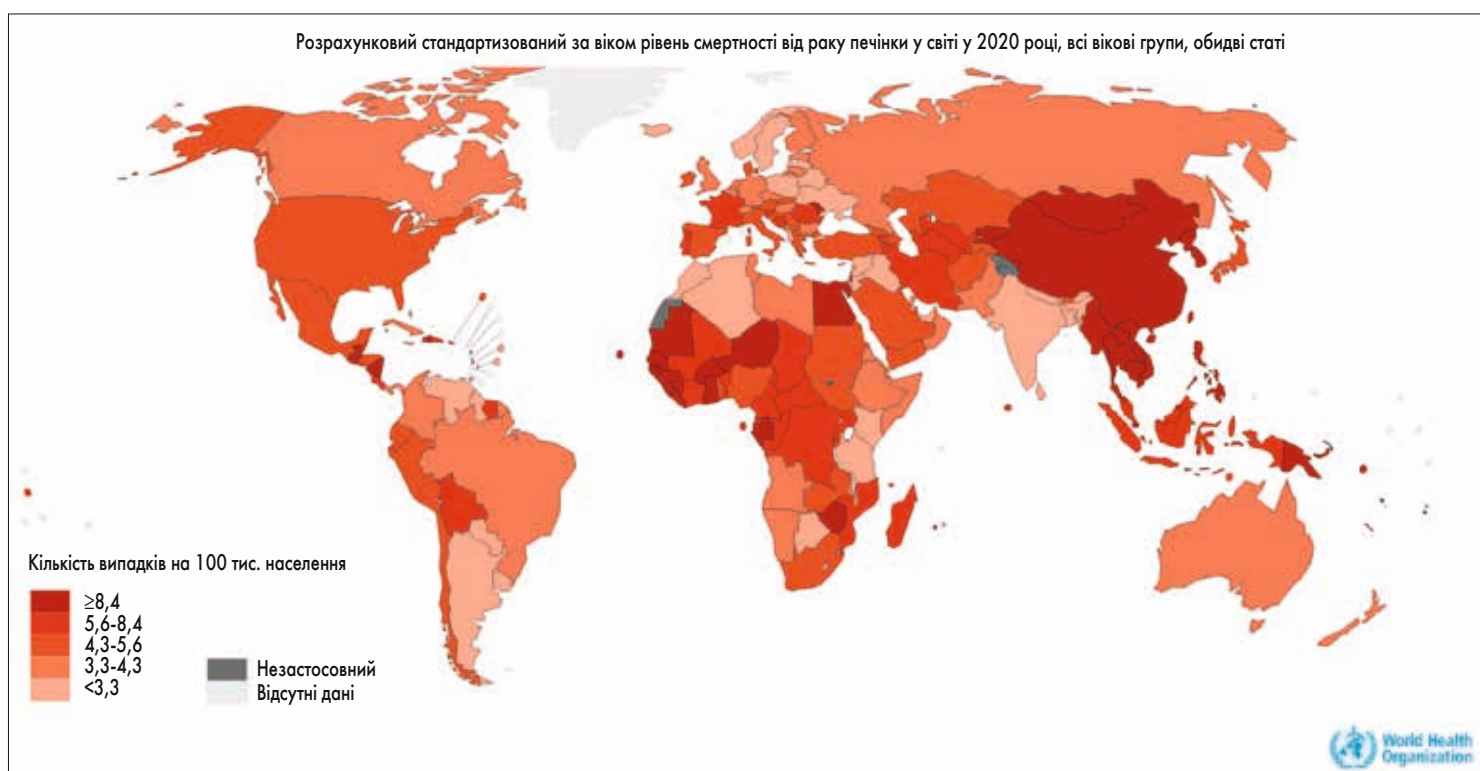 Розрахунковий стандартизований за віком рівень смертності від раку печінки у світі у 2020 році, всі вікові групи, обидві статі
Кількість випадків на 100 тис. населення
≥8,4
5,6-8,4
4,3-5,6
3,3-4,3
<3,3
Незастосовний
Відсутні дані
World Health
Organization